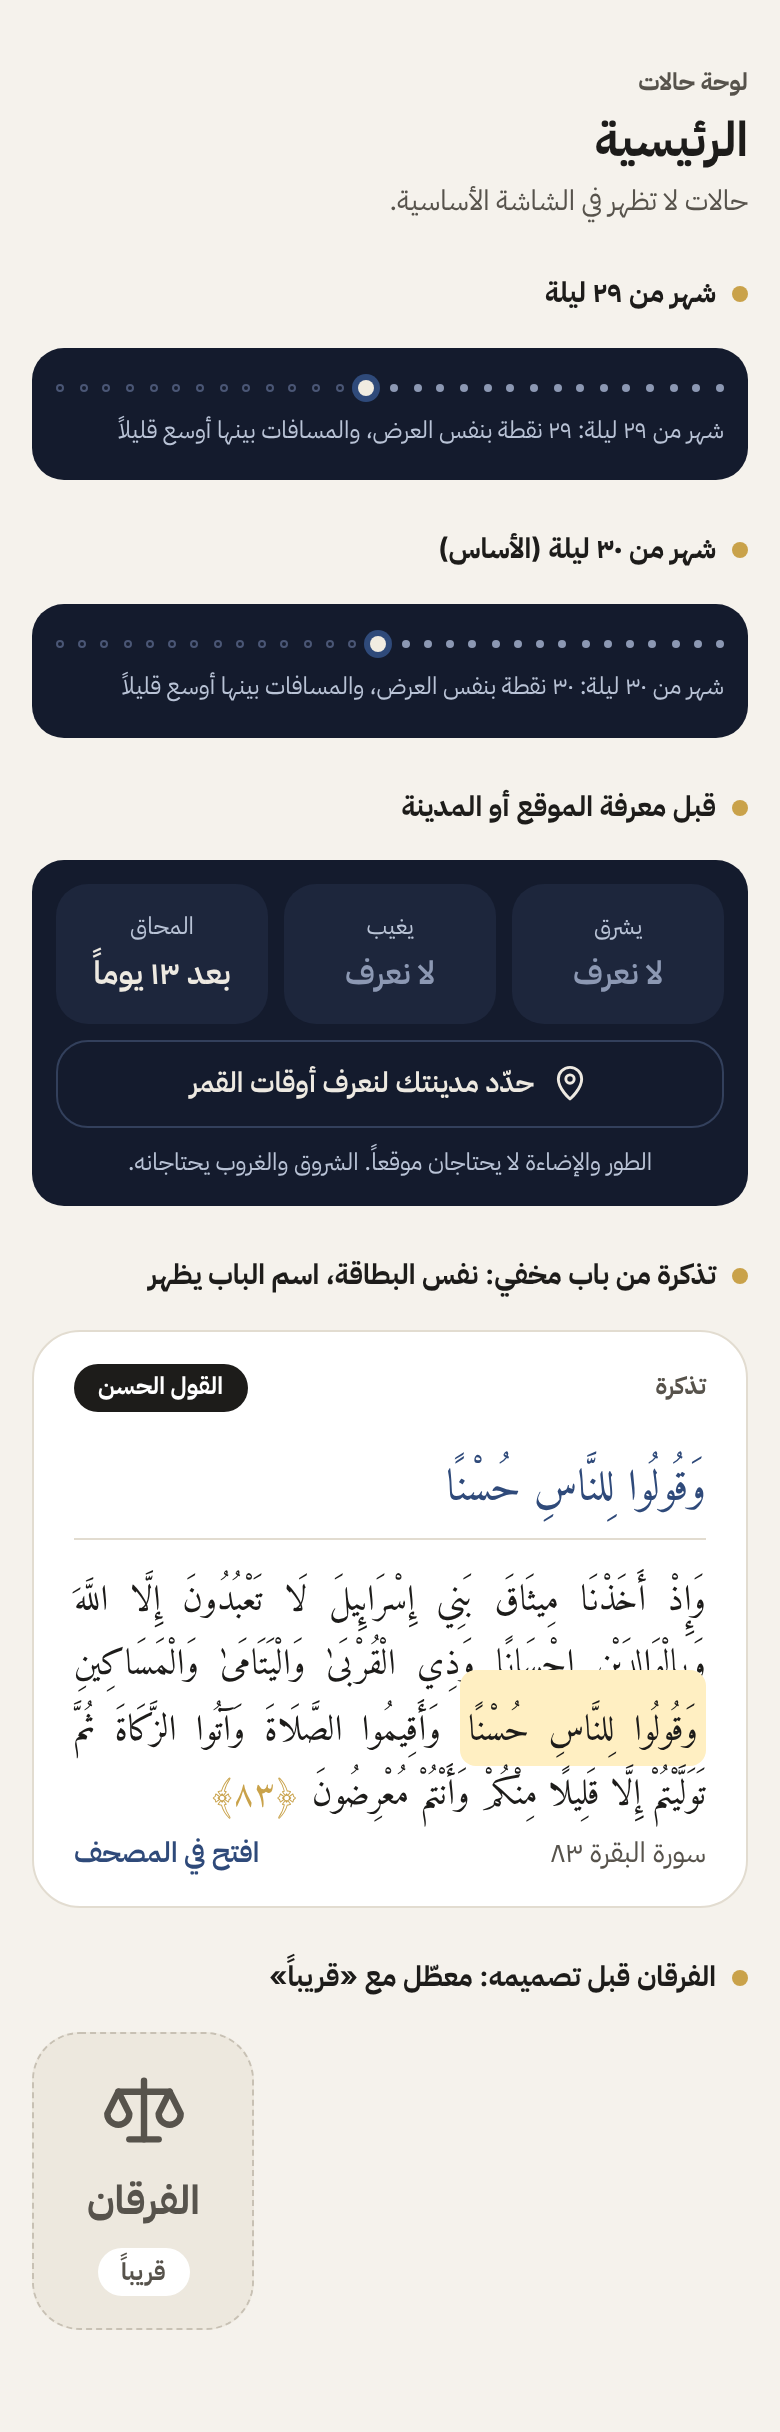 لوحة حالات
الرئيسية
حالات لا تظهر في الشاشة الأساسية.
شهر من ٢٩ ليلة
شهر من ٢٩ ليلة: ٢٩ نقطة بنفس العرض، والمسافات بينها أوسع قليلاً
شهر من ٣٠ ليلة (الأساس)
شهر من ٣٠ ليلة: ٣٠ نقطة بنفس العرض، والمسافات بينها أوسع قليلاً
قبل معرفة الموقع أو المدينة
يشرق
لا نعرف
يغيب
لا نعرف
المحاق
بعد ١٣ يوماً
حدّد مدينتك لنعرف أوقات القمر
الطور والإضاءة لا يحتاجان موقعاً. الشروق والغروب يحتاجانه.
تذكرة من باب مخفي: نفس البطاقة، اسم الباب يظهر
تذكرة
القول الحسن
وَقُولُوا لِلنَّاسِ حُسْنًا
وَإِذْ أَخَذْنَا مِيثَاقَ بَنِي إِسْرَابِيلَ لَا تَعْبُدُونَ إِلَّا اللَّهَ
وَبِالْوَالِدَيْنِ إِحْسَانًا وَذِي الْقُرْبَىٰ وَالْيَتَامَىٰ وَالْمَسَاكِينِ
وَقُولُوا لِلنَّاسِ حُسْنًا وَأَقِيمُوا الصَّلَاةَ وَآتُوا الزَّكَاةَ ثُمَّ
تَوَلَّيْتُمْ إِلَّا قَلِيلًا مِنْكُمْ وَأَنْتُمْ مُعْرِضُونَ ﴿٨٣﴾
سورة البقرة ٨٣
افتح في المصحف
الفرقان قبل تصميمه: معطّل مع «قريباً»
الفرقان
قريباً